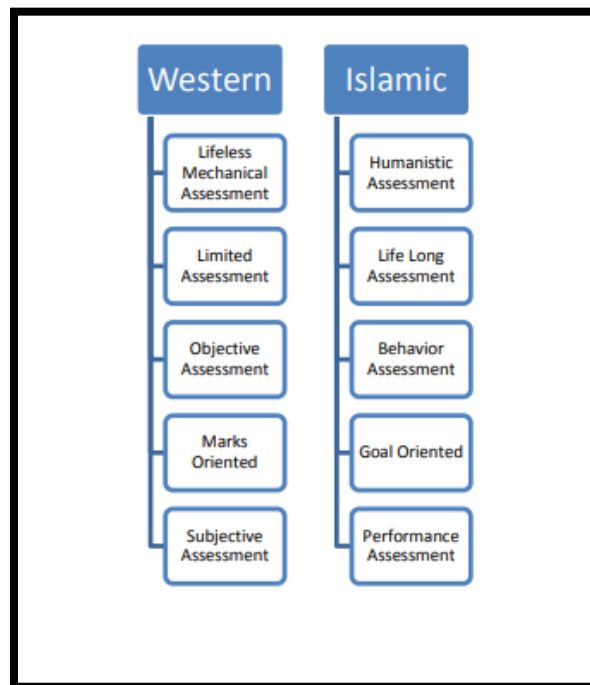 Western
Lifeless
Mechanical
Assessment
Limited
Assessment
Objective
Assessment
Marks
Oriented
Subjective
Assessment
Islamic
Humanistic
Assessment
Life Long
Assessment
Behavior
Assessment
Goal Oriented
Performance
Assessment